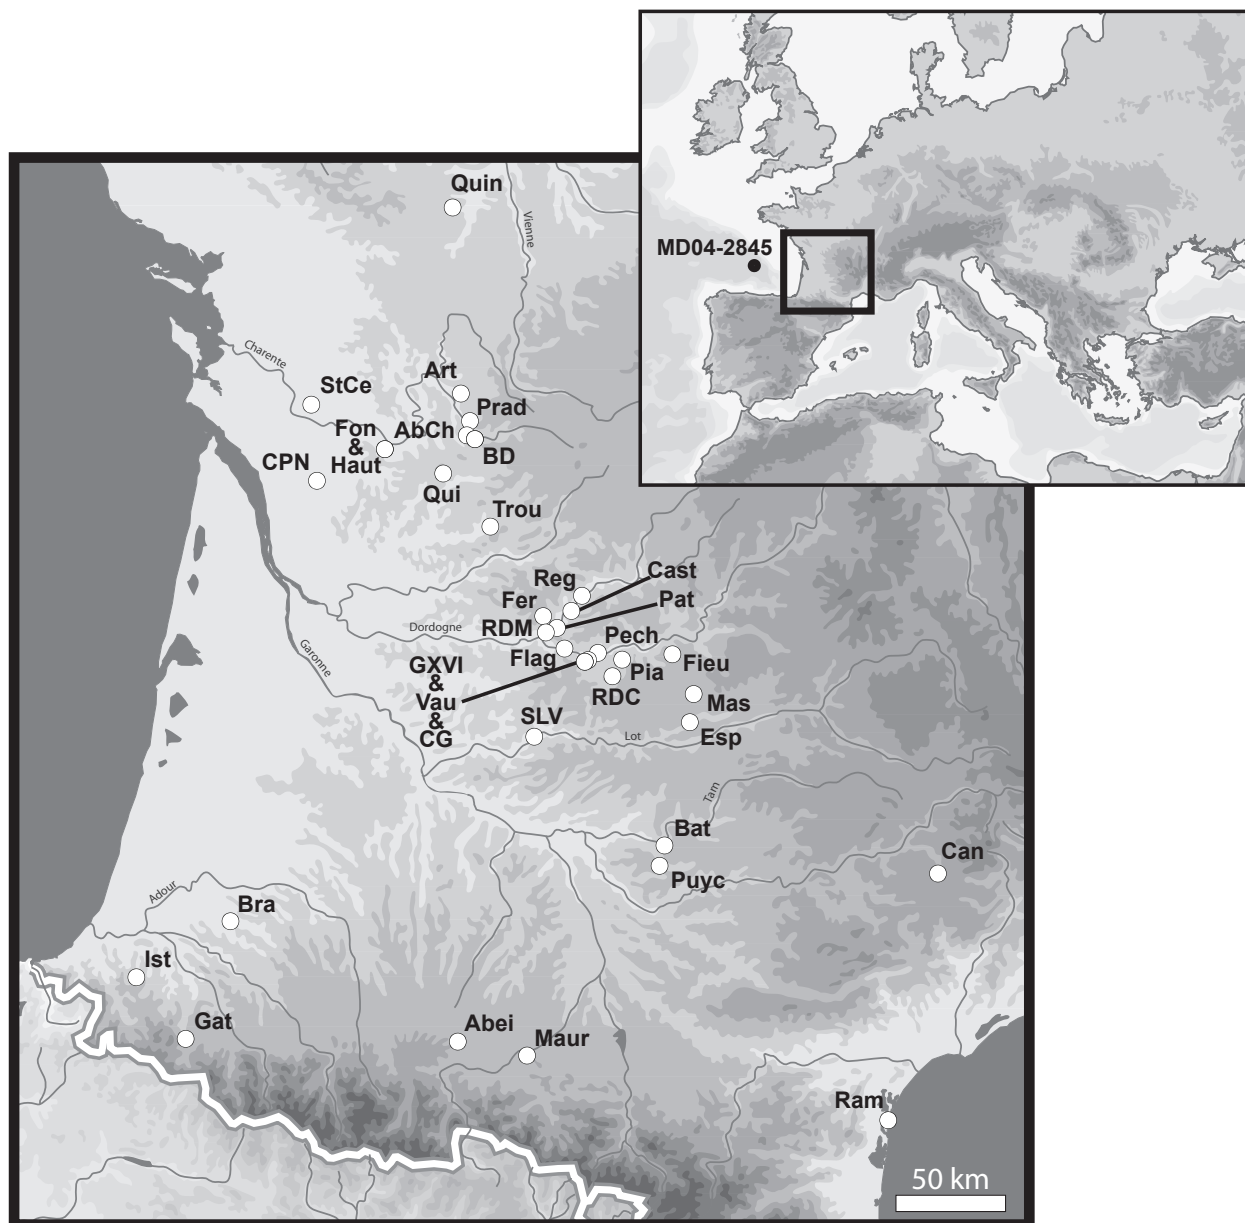 MD04-2845
Quin
Vienne
Charente
StCe
Art
Prad
Fon
&
Haut
AbCh
BD
CPN
Qui
Trou
Reg
Cast
Fer
Pat
Dordogne
RDM
Pech
Flag
Pia
Fieu
Garonne
GXVI
&
Vau
&
CG
RDC
Mas
SLV
Lot
Esp
Tarn
Bat
Can
Puyc
Adour
Bra
Ist
Gat
Abei
Maur
Ram
50 km